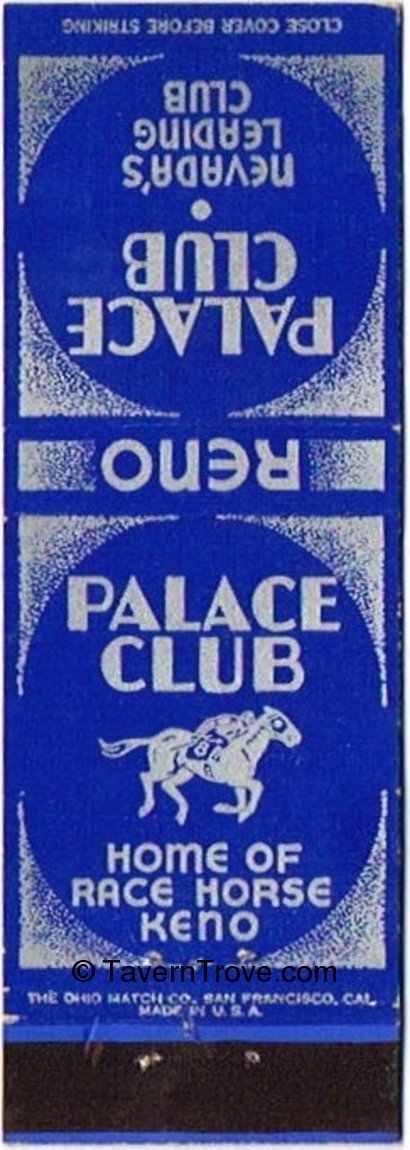 CLOSE COVER BEFORE STRIKING
PALACE
CLUB
•
NEVADA'S
LEADING
CLUB
RENO
PALACE
CLUB
8
HOME OF
RACE HORSE
KENO
© TavernTrove.com
THE OHIO MATCH CO., SAN FRANCISCO, CAL.
MADE IN U.S.A.